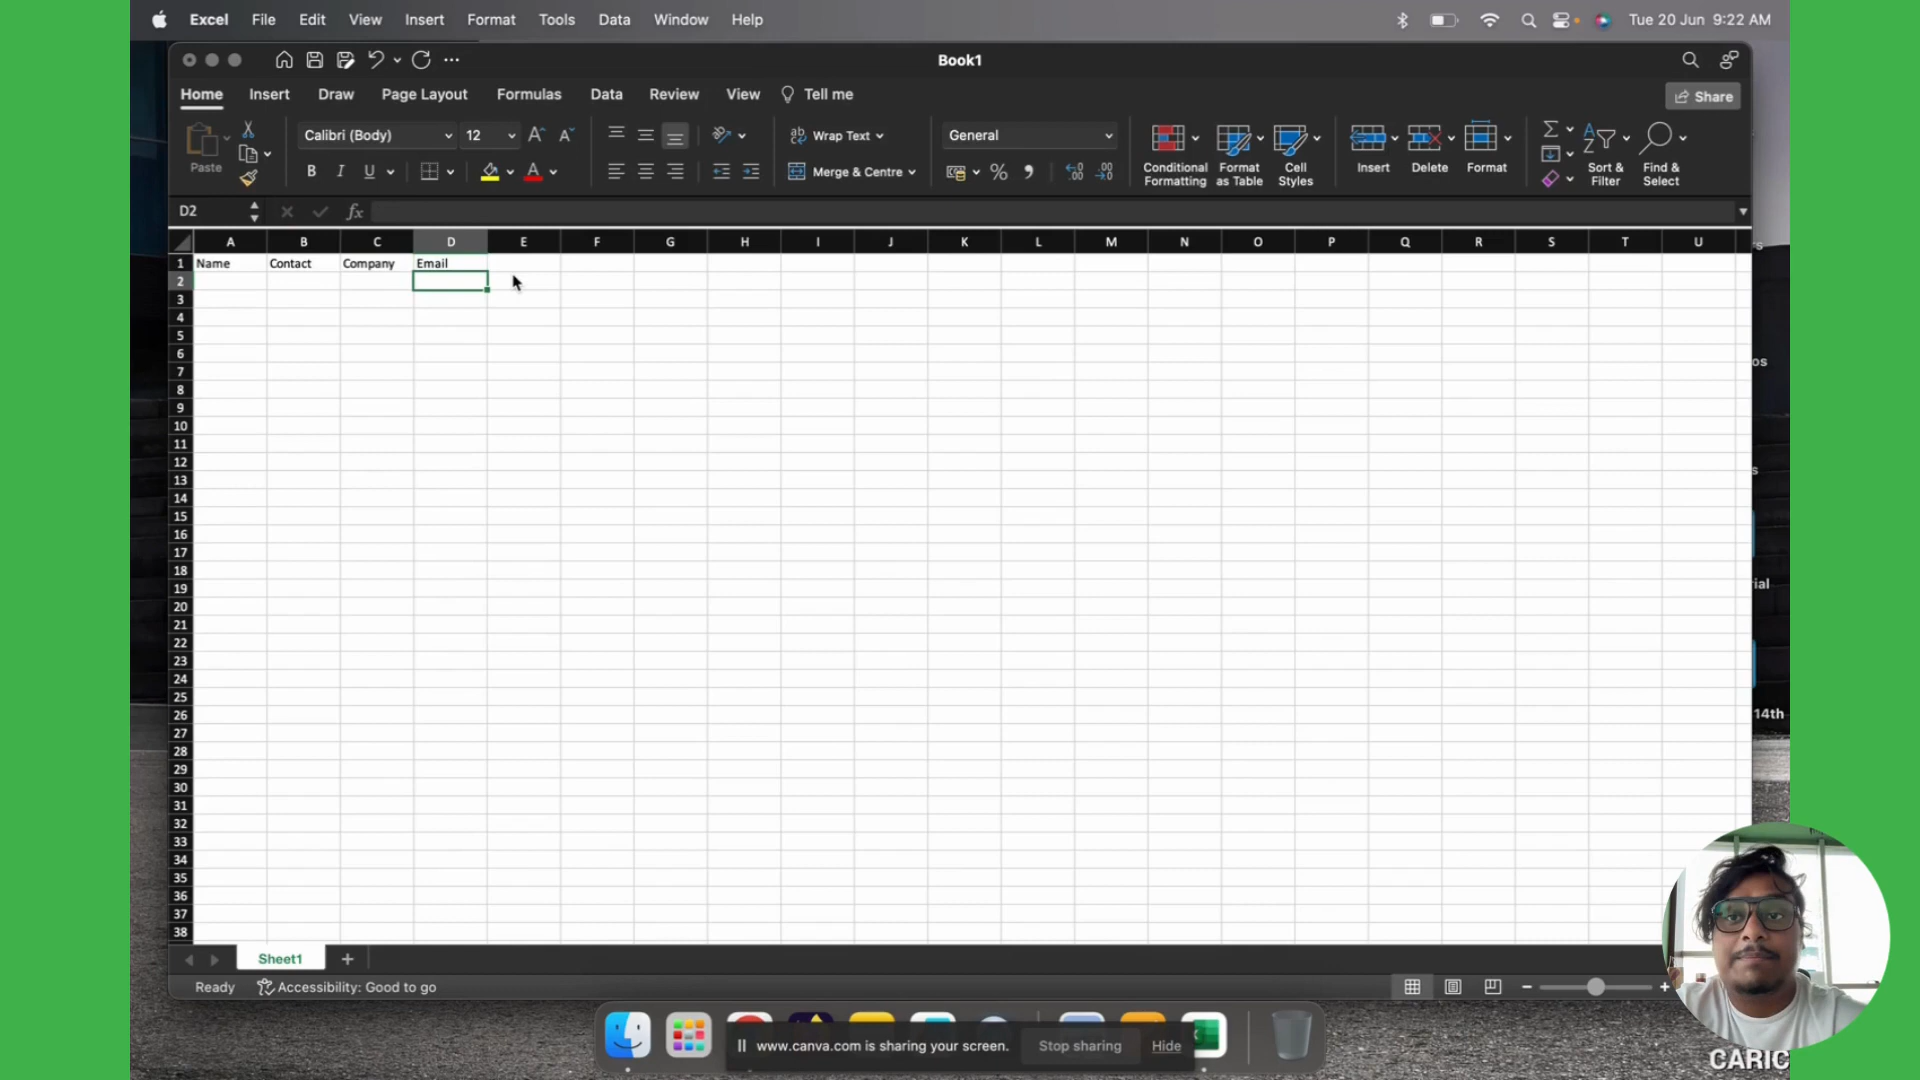 Excel File Edit View Insert Format Tools Data Window Help Tue 20 Jun 9:22 AM
Book1
Home Insert Draw Page Layout Formulas Data Review View Tell me Share
Calibri (Body) 12 Wrap Text General
Paste Merge & Centre Conditional Formatting Format as Table Cell Styles Insert Delete Format Sort & Filter Find & Select
D2 fx
A B C D E F G H I J K L M N O P Q R S T U
1 Name Contact Company Email
2
3
4
5
6
7
8
9
10
11
12
13
14
15
16
17
18
19
20
21
22
23
24
25
26
27
28
29
30
31
32
33
34
35
36
37
38
14th
Sheet1
Ready Accessibility: Good to go
www.canva.com is sharing your screen. Stop sharing Hide
CARIC